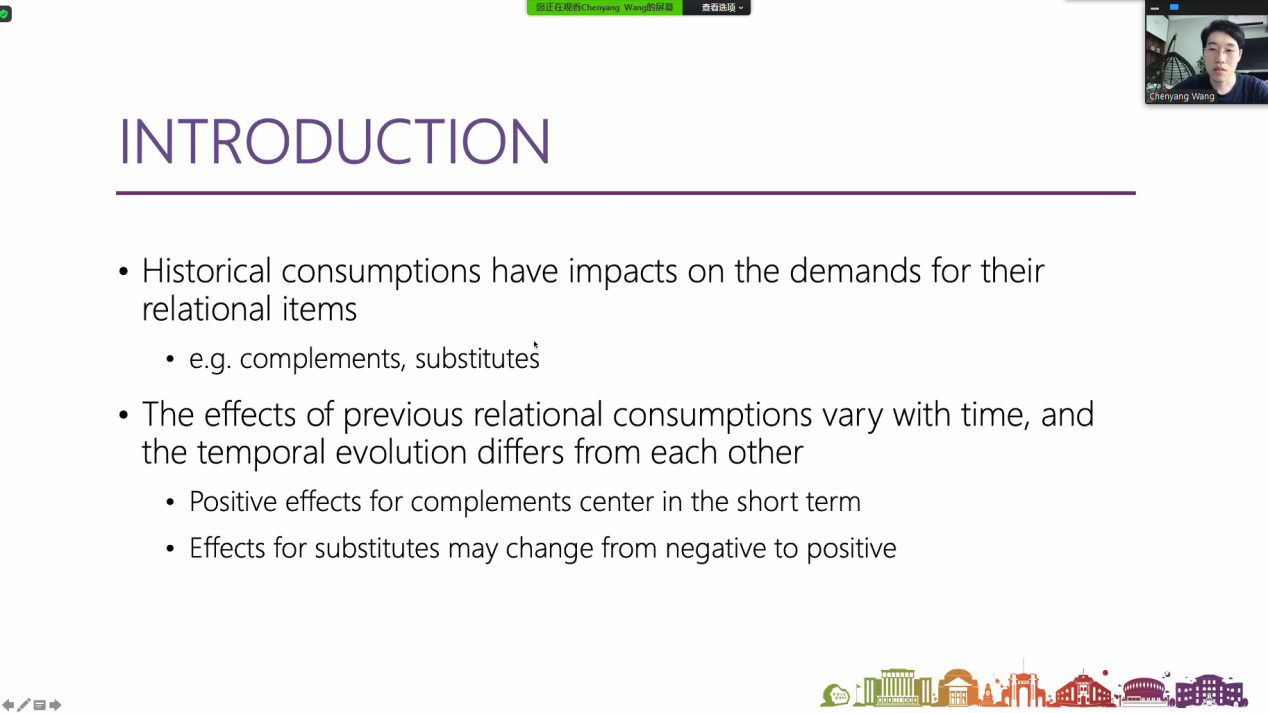 您正在观看Chenyang Wang的屏幕 查看选项
Chenyang Wang
INTRODUCTION
• Historical consumptions have impacts on the demands for their
relational items
• e.g. complements, substitutes
• The effects of previous relational consumptions vary with time, and
the temporal evolution differs from each other
• Positive effects for complements center in the short term
• Effects for substitutes may change from negative to positive